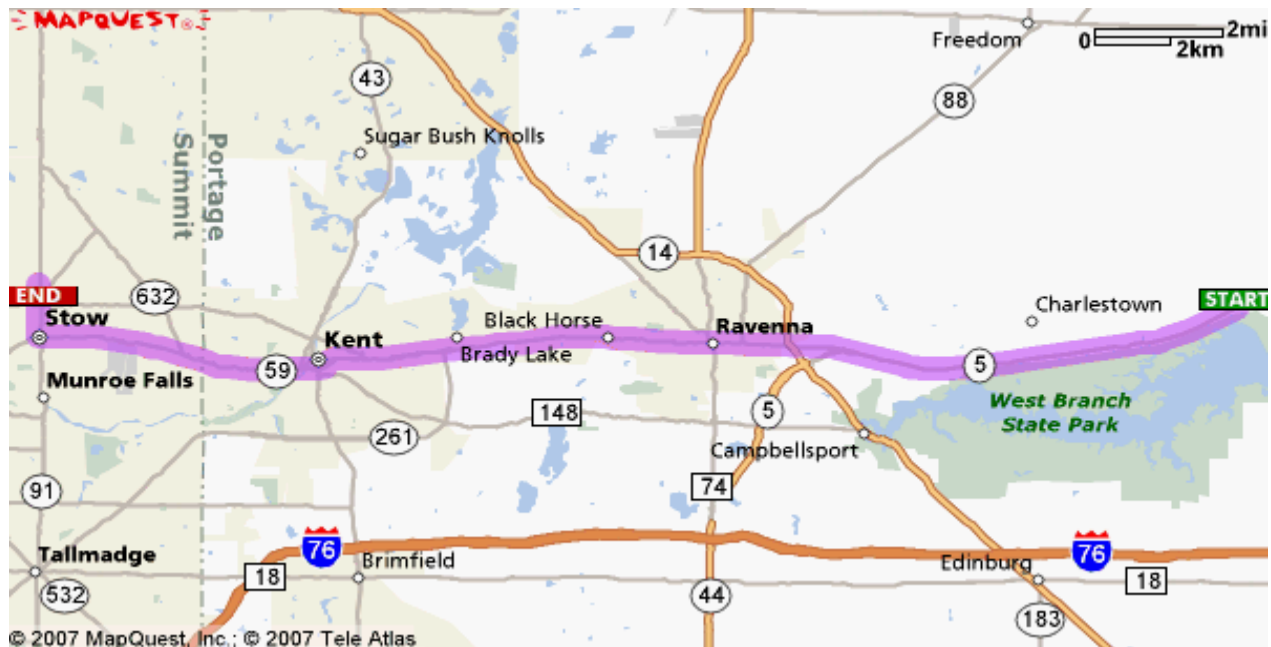 MAPQUEST®
Freedom
0
2mi
2km
43
88
Sugar Bush Knolls
Portage
Summit
14
END
632
START
Charlestown
Stow
Black Horse
Ravenna
Kent
Brady Lake
59
5
Munroe Falls
West Branch
State Park
148
5
261
Campbellsport
91
74
76
76
Tallmadge
18
Brimfield
Edinburg
18
532
44
183
© 2007 MapQuest, Inc.; © 2007 Tele Atlas